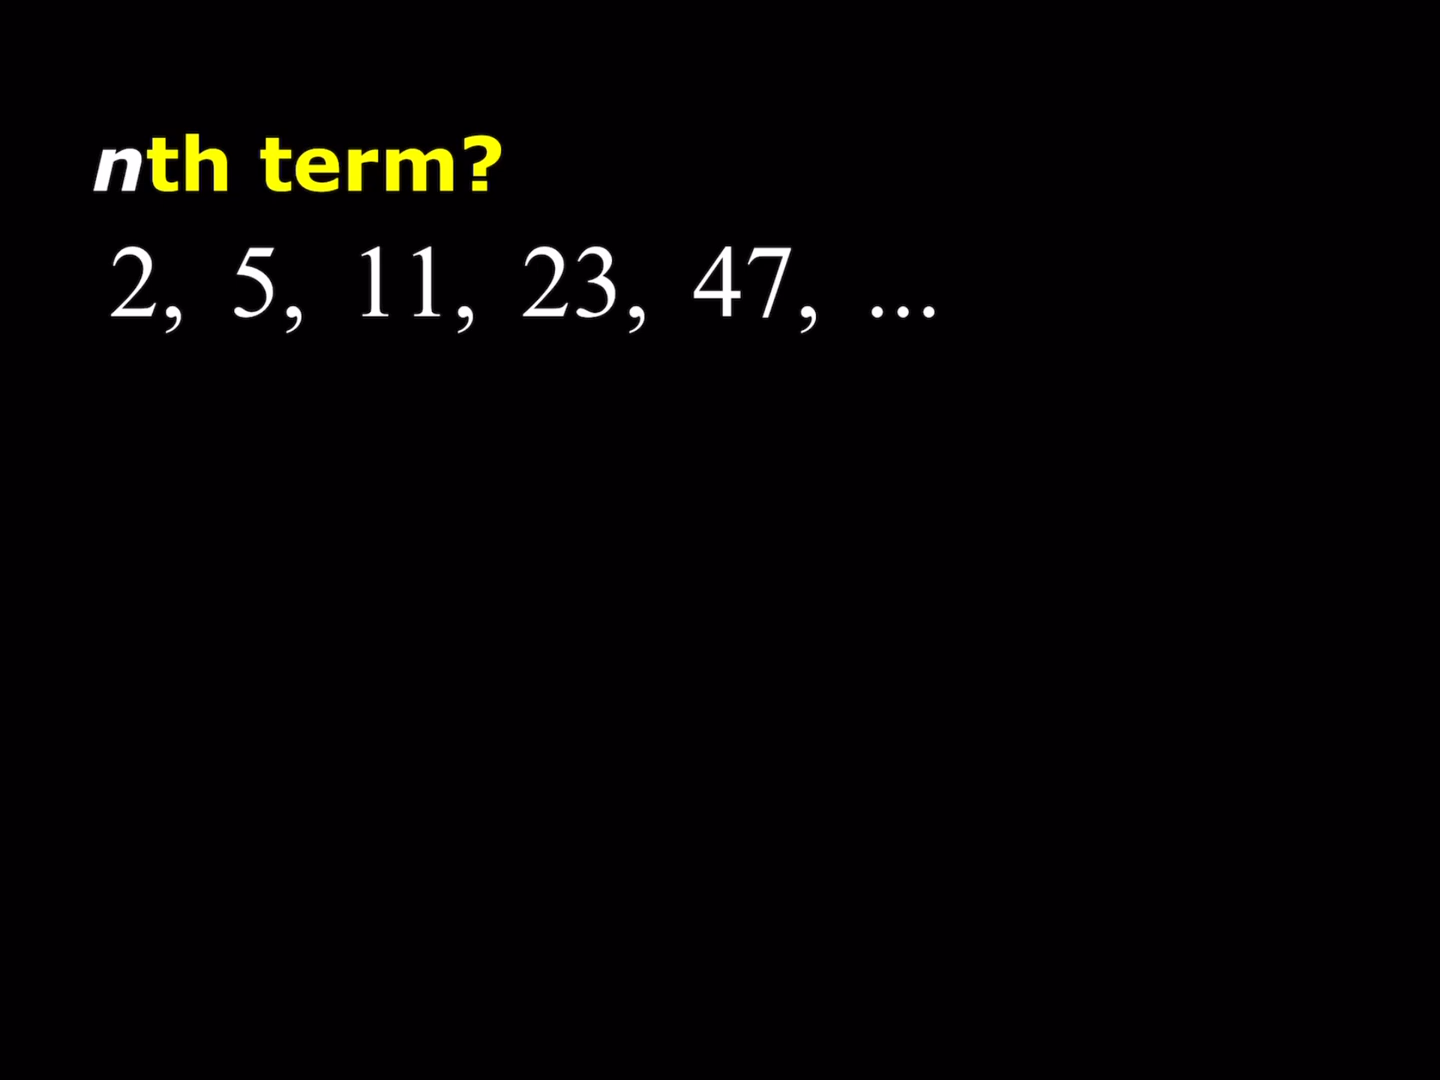 nth term?
2, 5, 11, 23, 47, ...